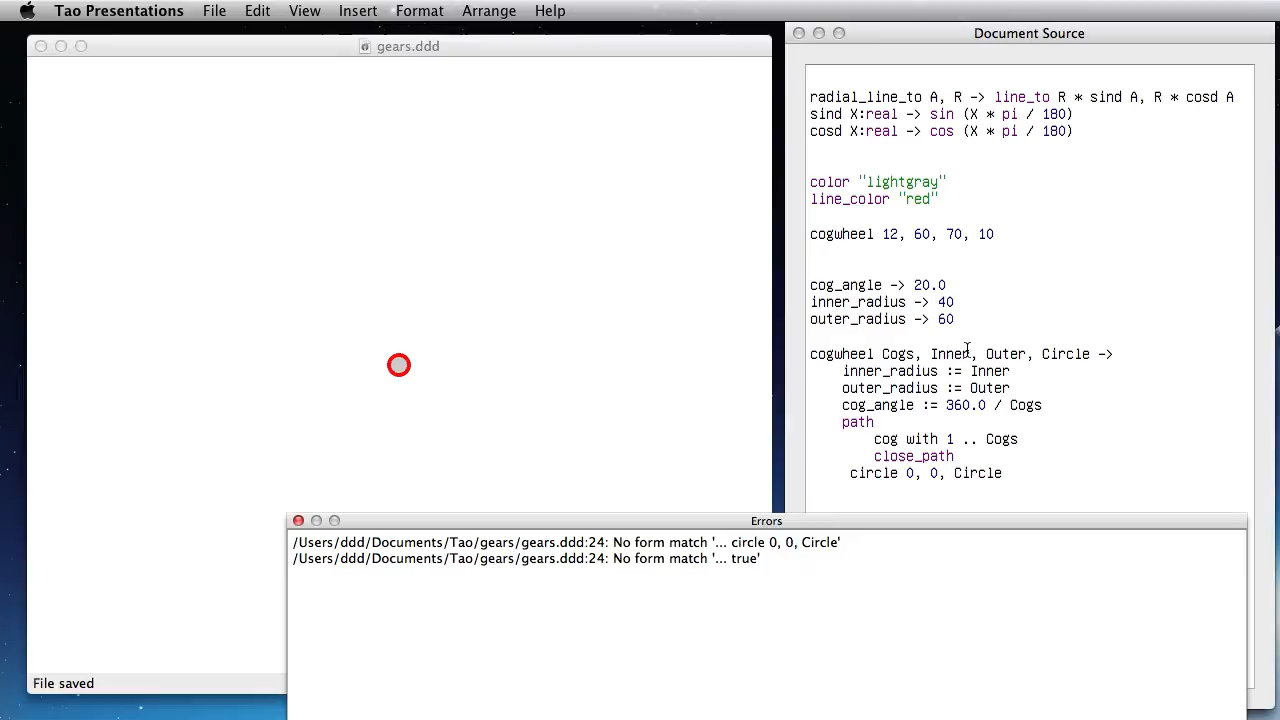 Tao Presentations File Edit View Insert Format Arrange Help
gears.ddd
File saved
Document Source
radial_line_to A, R -> line_to R * sind A, R * cosd A
sind X:real -> sin (X * pi / 180)
cosd X:real -> cos (X * pi / 180)
color "lightgray"
line_color "red"
cogwheel 12, 60, 70, 10
cog_angle -> 20.0
inner_radius -> 40
outer_radius -> 60
cogwheel Cogs, Inner, Outer, Circle ->
inner_radius := Inner
outer_radius := Outer
cog_angle := 360.0 / Cogs
path
cog with 1 .. Cogs
close_path
circle 0, 0, Circle
Errors
/Users/ddd/Documents/Tao/gears/gears.ddd:24: No form match '... circle 0, 0, Circle'
/Users/ddd/Documents/Tao/gears/gears.ddd:24: No form match '... true'